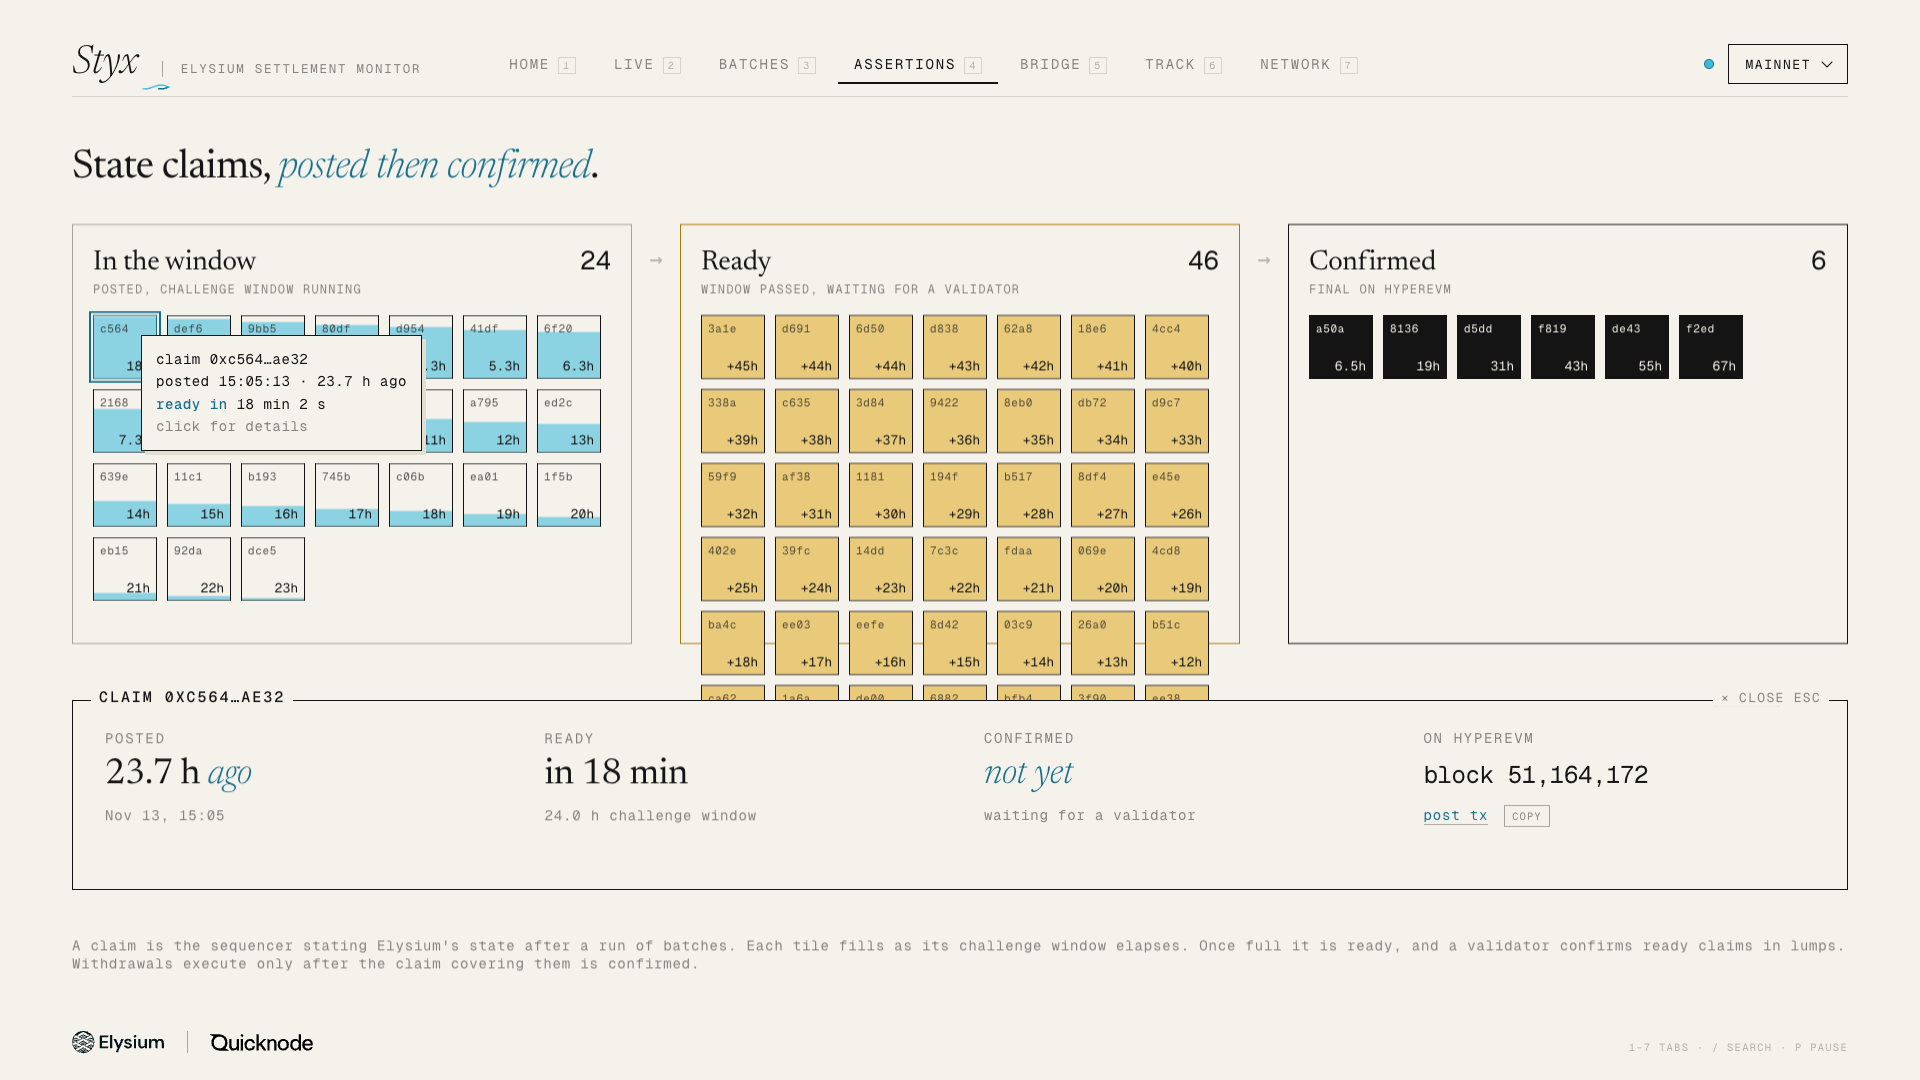 Styx | ELYSIUM SETTLEMENT MONITOR HOME 1 LIVE 2 BATCHES 3 ASSERTIONS 4 BRIDGE 5 TRACK 6 NETWORK 7 MAINNET
State claims, posted then confirmed.
In the window 24
POSTED, CHALLENGE WINDOW RUNNING
c564 def6 9bb5 80df d954 41df 6f20
18 .3h 5.3h 6.3h
claim 0xc564…ae32
posted 15:05:13 · 23.7 h ago
ready in 18 min 2 s
click for details
2168 a795 ed2c
7.3 11h 12h 13h
639e 11c1 b193 745b c06b ea01 1f5b
14h 15h 16h 17h 18h 19h 20h
eb15 92da dce5
21h 22h 23h
→
Ready 46
WINDOW PASSED, WAITING FOR A VALIDATOR
3a1e d691 6d50 d838 62a8 18e6 4cc4
+45h +44h +44h +43h +42h +41h +40h
338a c635 3d84 9422 8eb0 db72 d9c7
+39h +38h +37h +36h +35h +34h +33h
59f9 af38 1181 194f b517 8df4 e45e
+32h +31h +30h +29h +28h +27h +26h
402e 39fc 14dd 7c3c fdaa 069e 4cd8
+25h +24h +23h +22h +21h +20h +19h
ba4c ee03 eefe 8d42 03c9 26a0 b51c
+18h +17h +16h +15h +14h +13h +12h
ca62 1a6a de00 6882 bfb4 3f90 ee38
→
Confirmed 6
FINAL ON HYPEREVM
a50a 8136 d5dd f819 de43 f2ed
6.5h 19h 31h 43h 55h 67h
CLAIM 0XC564…AE32 × CLOSE ESC
POSTED
23.7 h ago
Nov 13, 15:05
READY
in 18 min
24.0 h challenge window
CONFIRMED
not yet
waiting for a validator
ON HYPEREVM
block 51,164,172
post tx COPY
A claim is the sequencer stating Elysium's state after a run of batches. Each tile fills as its challenge window elapses. Once full it is ready, and a validator confirms ready claims in lumps.
Withdrawals execute only after the claim covering them is confirmed.
Elysium | Quicknode
1–7 TABS · / SEARCH · P PAUSE